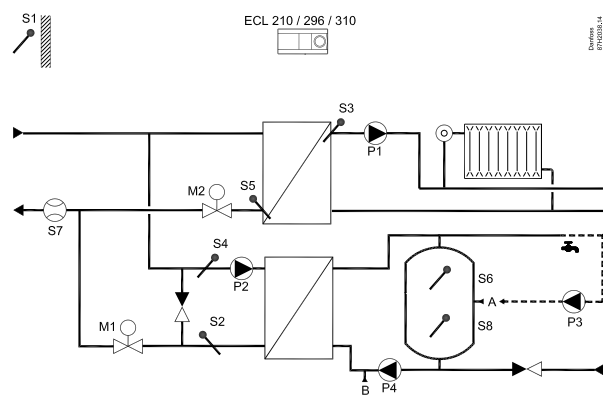 S1
ECL 210 / 296 / 310
Danfoss
87H2038.14
S3
P1
M2
S5
S7
S4
P2
S6
A
P3
M1
S2
S8
P4
B